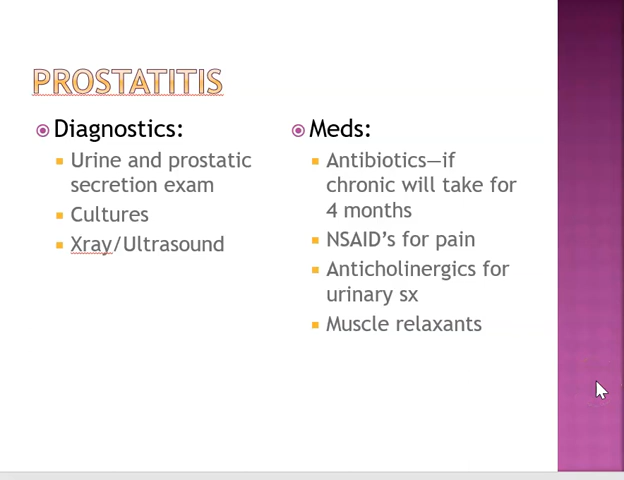 PROSTATITIS
Diagnostics:
Urine and prostatic
secretion exam
Cultures
Xray/Ultrasound
Meds:
Antibiotics—if
chronic will take for
4 months
NSAID’s for pain
Anticholinergics for
urinary sx
Muscle relaxants